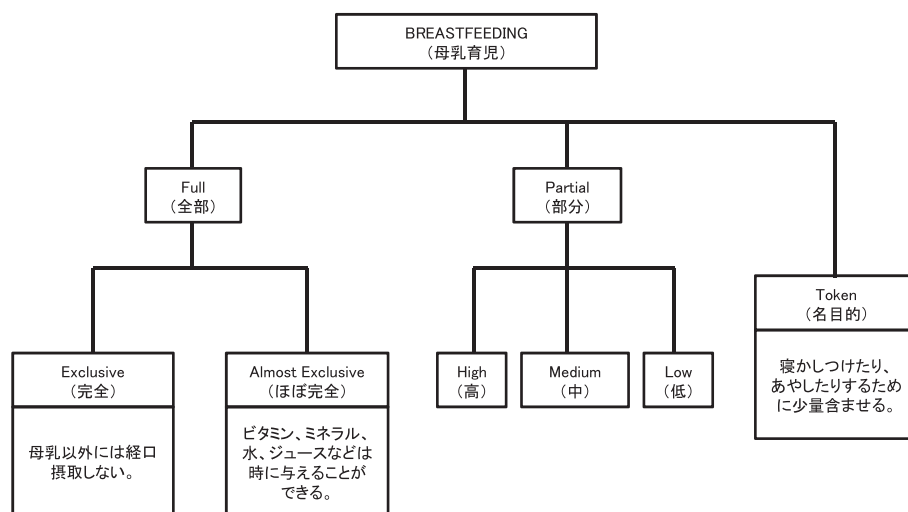 BREASTFEEDING
(母乳育児)
Full
(全部)
Partial
(部分)
Token
(名目的)
寝かしつけたり、
あやしたりするため
に少量含ませる。
Exclusive
(完全)
母乳以外には経口
摂取しない。
Almost Exclusive
(ほぼ完全)
ビタミン、ミネラル、
水、ジュースなどは
時に与えることが
できる。
High
(高)
Medium
(中)
Low
(低)